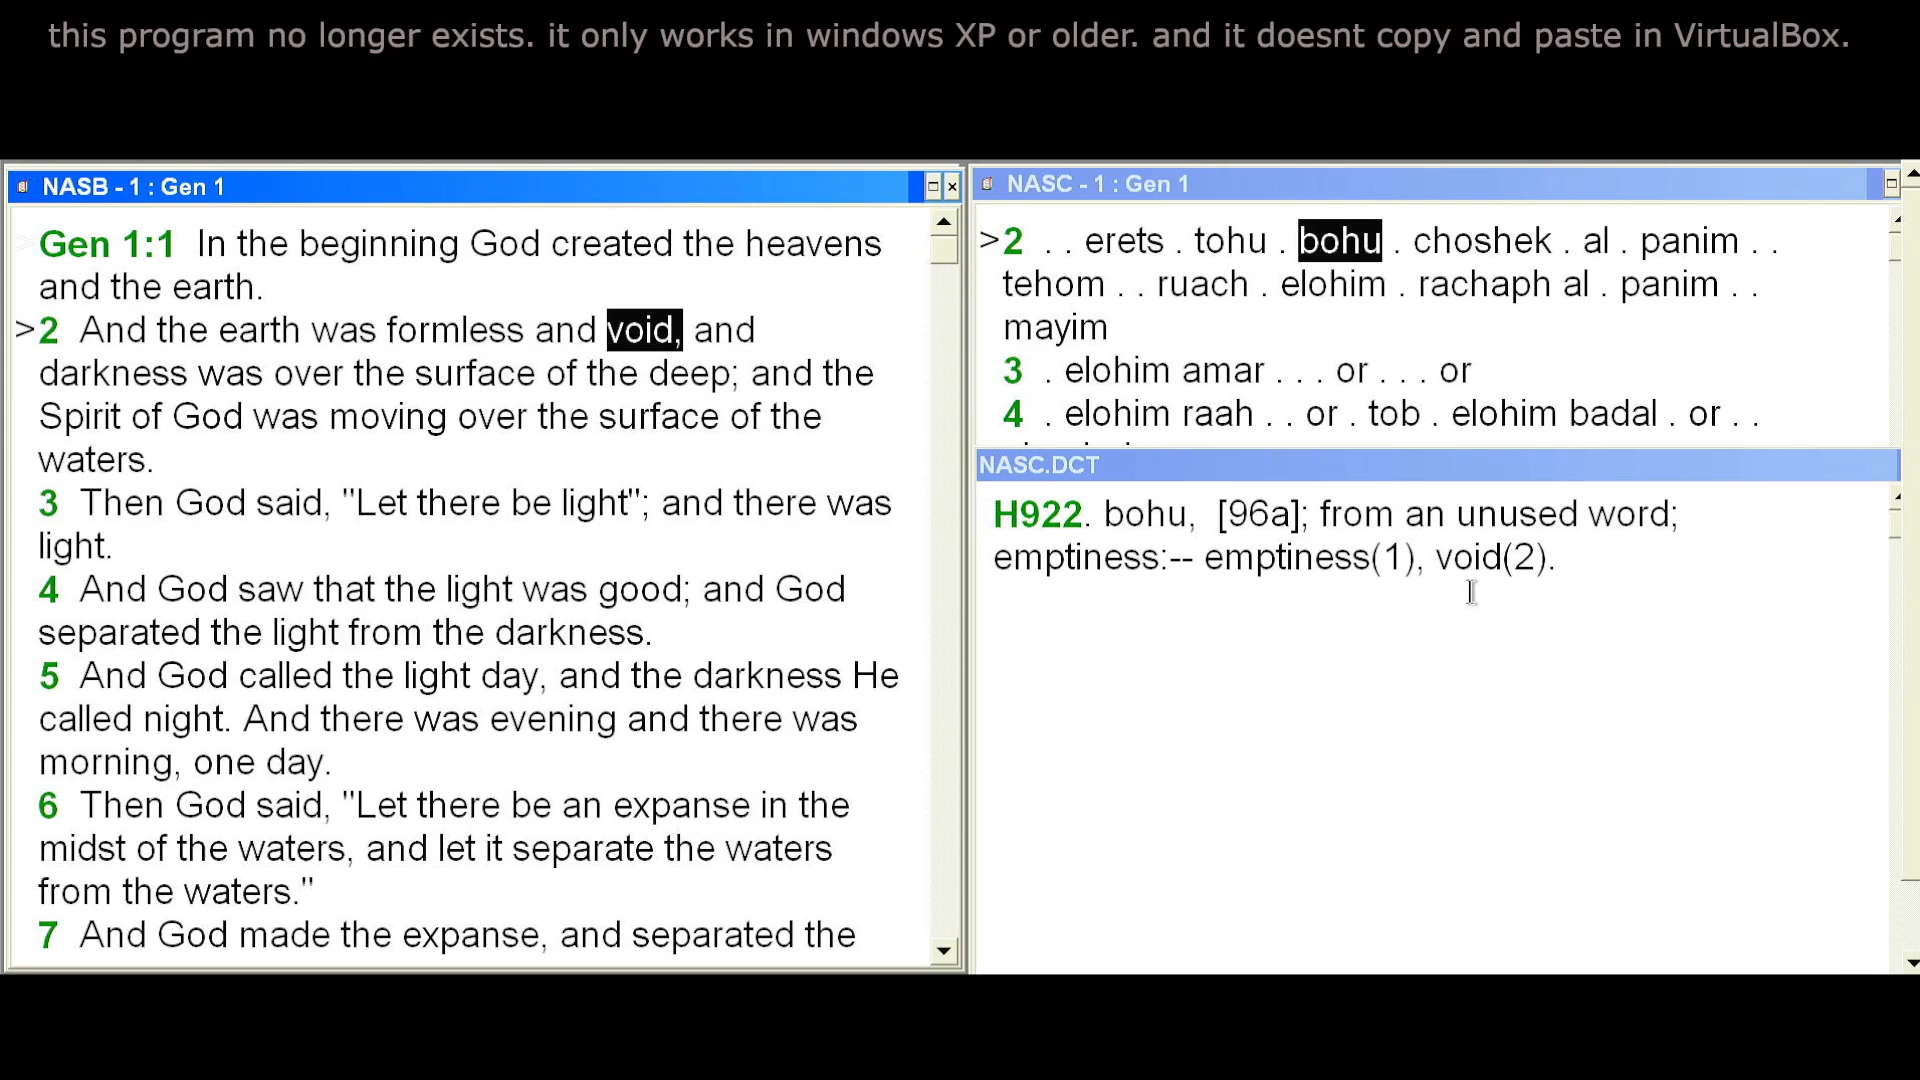 this program no longer exists. it only works in windows XP or older. and it doesnt copy and paste in VirtualBox.
NASB - 1 : Gen 1
Gen 1:1 In the beginning God created the heavens
and the earth.
>2 And the earth was formless and void, and
darkness was over the surface of the deep; and the
Spirit of God was moving over the surface of the
waters.
3 Then God said, "Let there be light"; and there was
light.
4 And God saw that the light was good; and God
separated the light from the darkness.
5 And God called the light day, and the darkness He
called night. And there was evening and there was
morning, one day.
6 Then God said, "Let there be an expanse in the
midst of the waters, and let it separate the waters
from the waters."
7 And God made the expanse, and separated the
NASC - 1 : Gen 1
>2 . . erets . tohu . bohu . choshek . al . panim . .
tehom . . ruach . elohim . rachaph al . panim . .
mayim
3 . elohim amar . . . or . . . or
4 . elohim raah . . or . tob . elohim badal . or . .
NASC.DCT
H922. bohu, [96a]; from an unused word;
emptiness:-- emptiness(1), void(2).